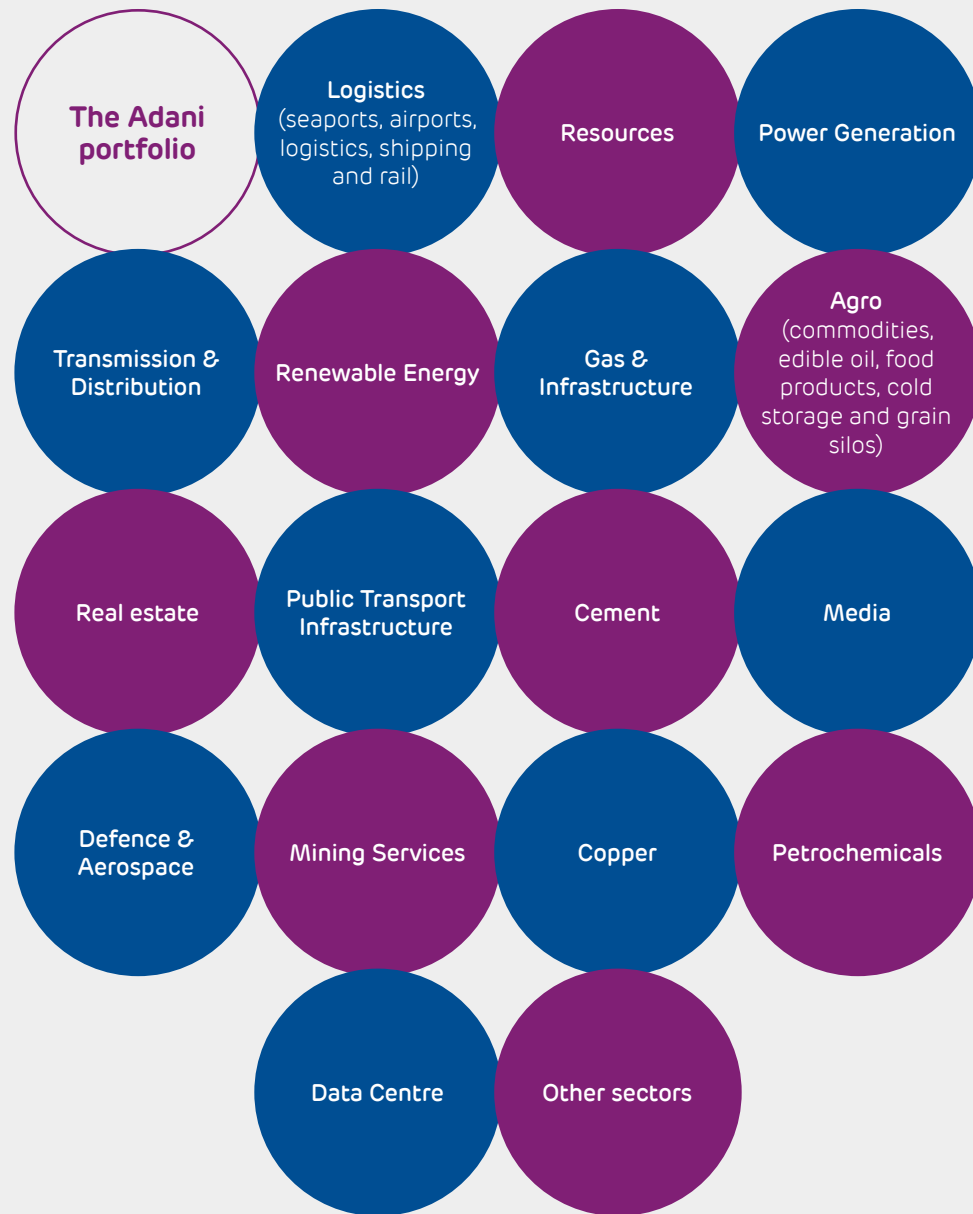 The Adani
portfolio
Logistics
(seaports, airports,
logistics, shipping
and rail)
Resources
Power Generation
Transmission &
Distribution
Renewable Energy
Gas &
Infrastructure
Agro
(commodities,
edible oil, food
products, cold
storage and grain
silos)
Real estate
Public Transport
Infrastructure
Cement
Media
Defence &
Aerospace
Mining Services
Copper
Petrochemicals
Data Centre
Other sectors